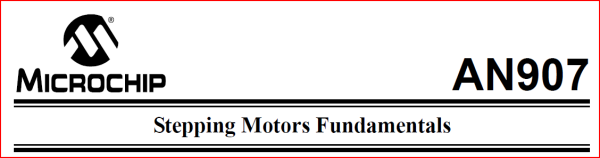 ®
MICROCHIP
AN907
Stepping Motors Fundamentals